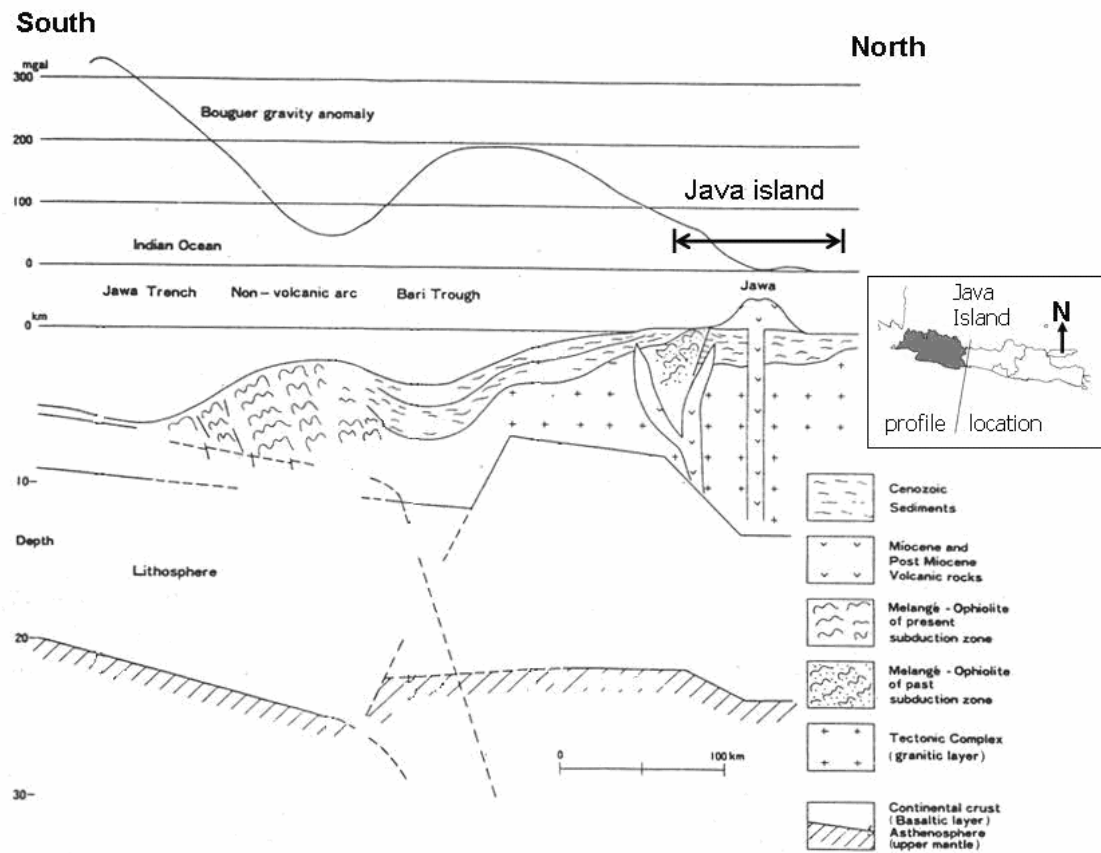 South
North
mgal
300
Bouguer gravity anomaly
200
100
Java island
Indian Ocean
0
Jawa Trench
Non-volcanic arc
Bari Trough
Jawa
km
0
Java
Island
N
profile
location
10
Depth
Lithosphere
20
30
0
100 km
Cenozoic
Sediments
Miocene and
Post Miocene
Volcanic rocks
Melange - Ophiolite
of present
subduction zone
Melange - Ophiolite
of past
subduction zone
Tectonic Complex
(granitic layer)
Continental crust
(Basaltic layer)
Asthenosphere
(upper mantle)